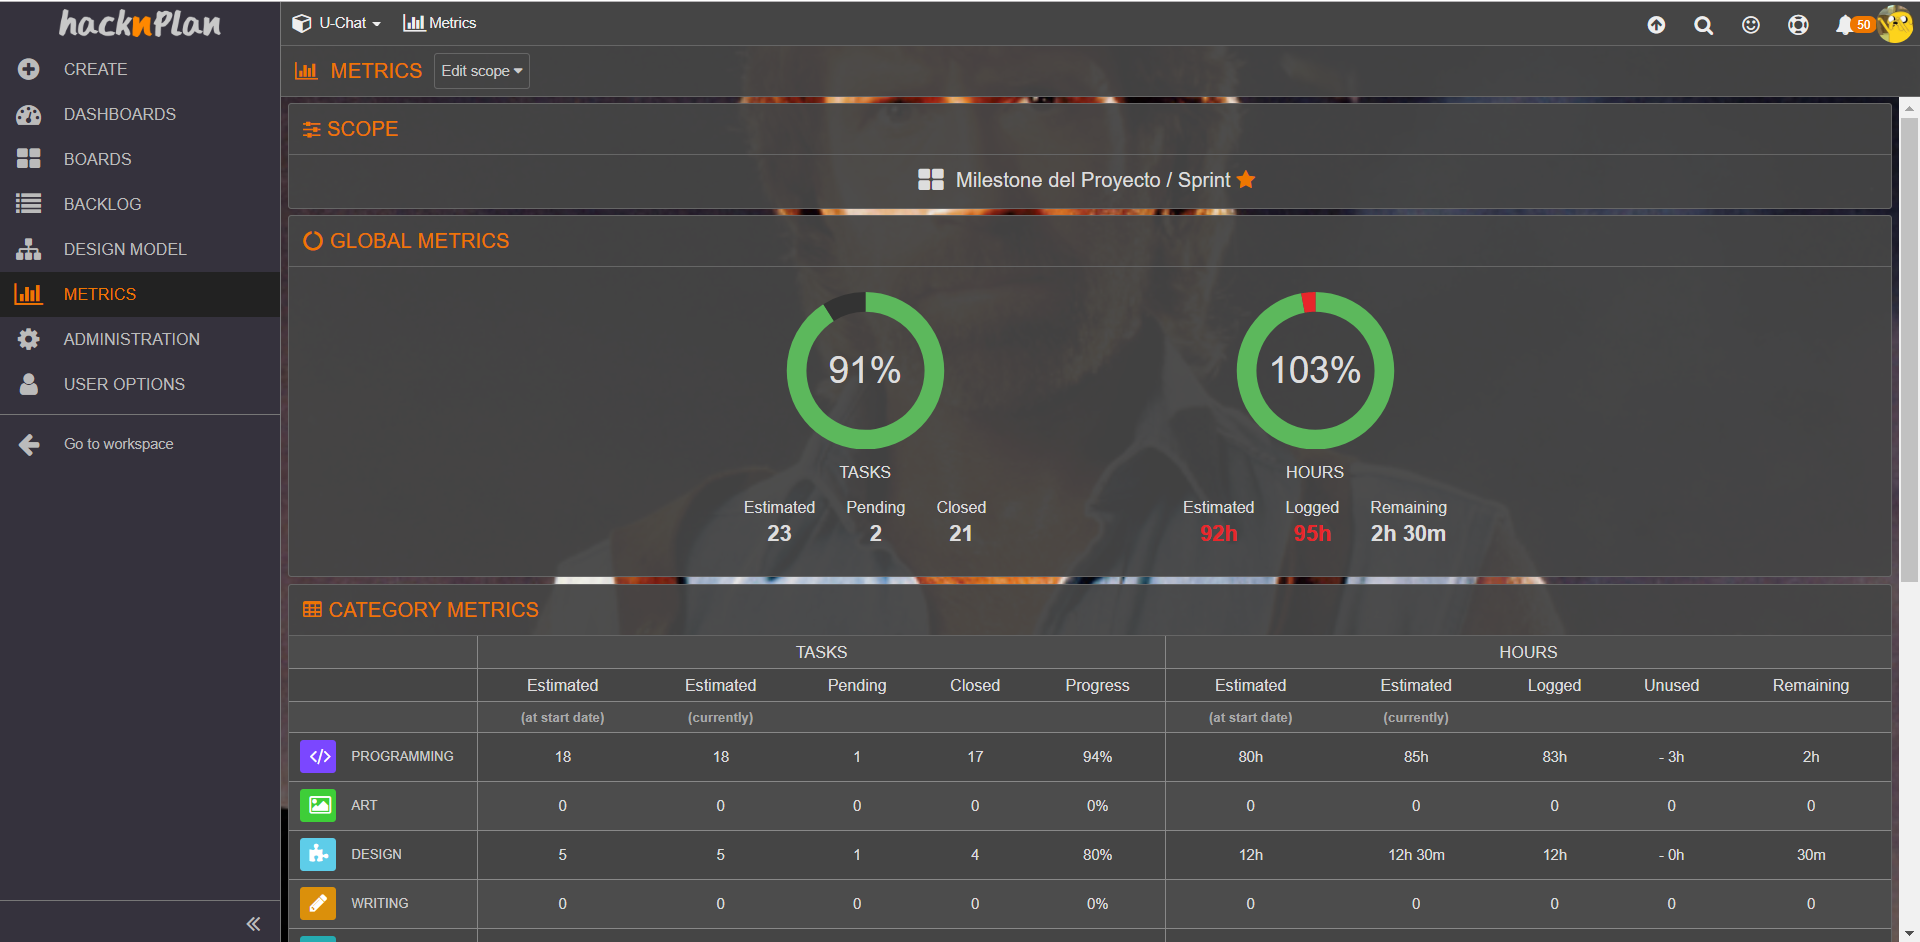 hacknPlan
CREATE
DASHBOARDS
BOARDS
BACKLOG
DESIGN MODEL
METRICS
ADMINISTRATION
USER OPTIONS
Go to workspace
U-Chat Metrics 50
METRICS Edit scope
SCOPE
Milestone del Proyecto / Sprint
GLOBAL METRICS
91% 103%
TASKS HOURS
Estimated Pending Closed Estimated Logged Remaining
23 2 21 92h 95h 2h 30m
CATEGORY METRICS
TASKS HOURS
Estimated Estimated Pending Closed Progress Estimated Estimated Logged Unused Remaining
(at start date) (currently) (at start date) (currently)
PROGRAMMING 18 18 1 17 94% 80h 85h 83h - 3h 2h
ART 0 0 0 0 0% 0 0 0 0 0
DESIGN 5 5 1 4 80% 12h 12h 30m 12h - 0h 30m
WRITING 0 0 0 0 0% 0 0 0 0 0